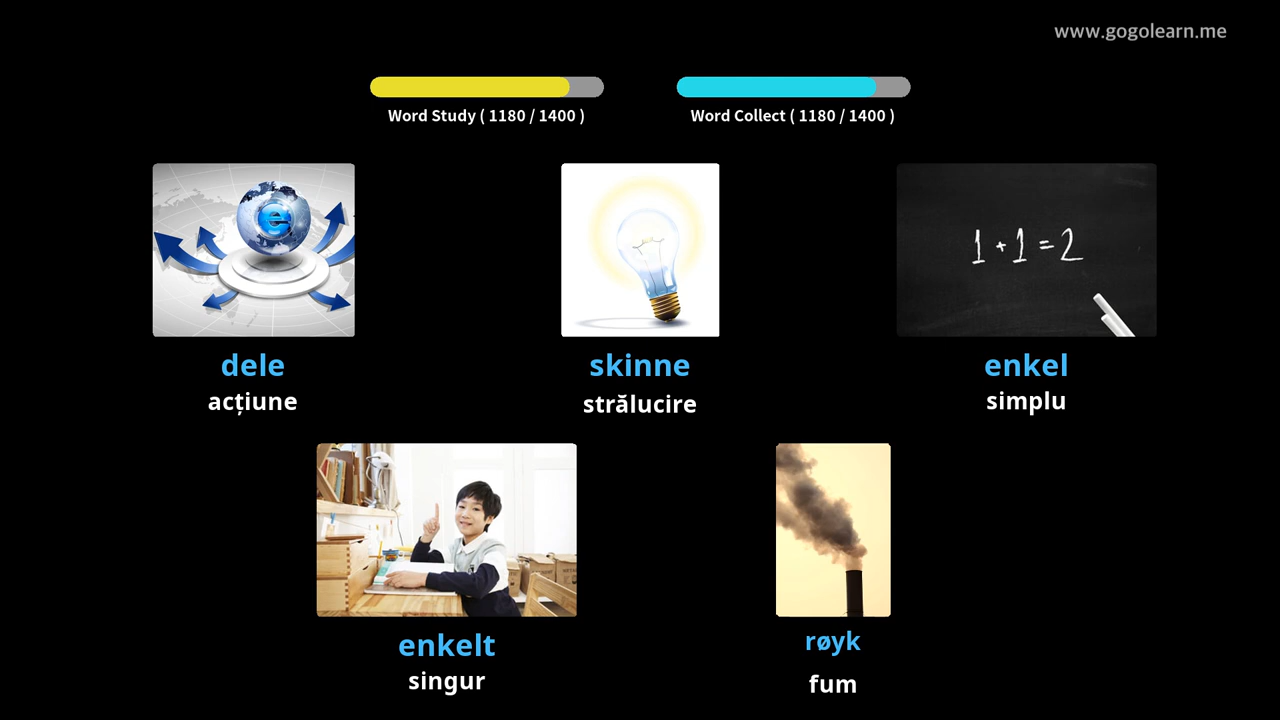 www.gogolearn.me
Word Study ( 1180 / 1400 )
Word Collect ( 1180 / 1400 )
e
1 + 1 = 2
dele
acțiune
skinne
strălucire
enkel
simplu
enkelt
singur
røyk
fum